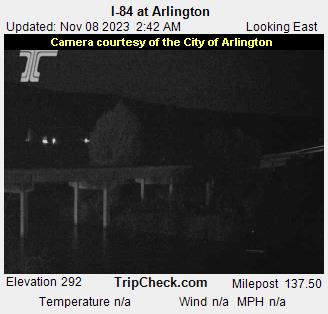 I-84 at Arlington
Updated: Nov 08 2023 2:42 AM Looking East
Camera courtesy of the City of Arlington
Elevation 292 TripCheck.com Milepost 137.50
Temperature n/a Wind n/a MPH n/a